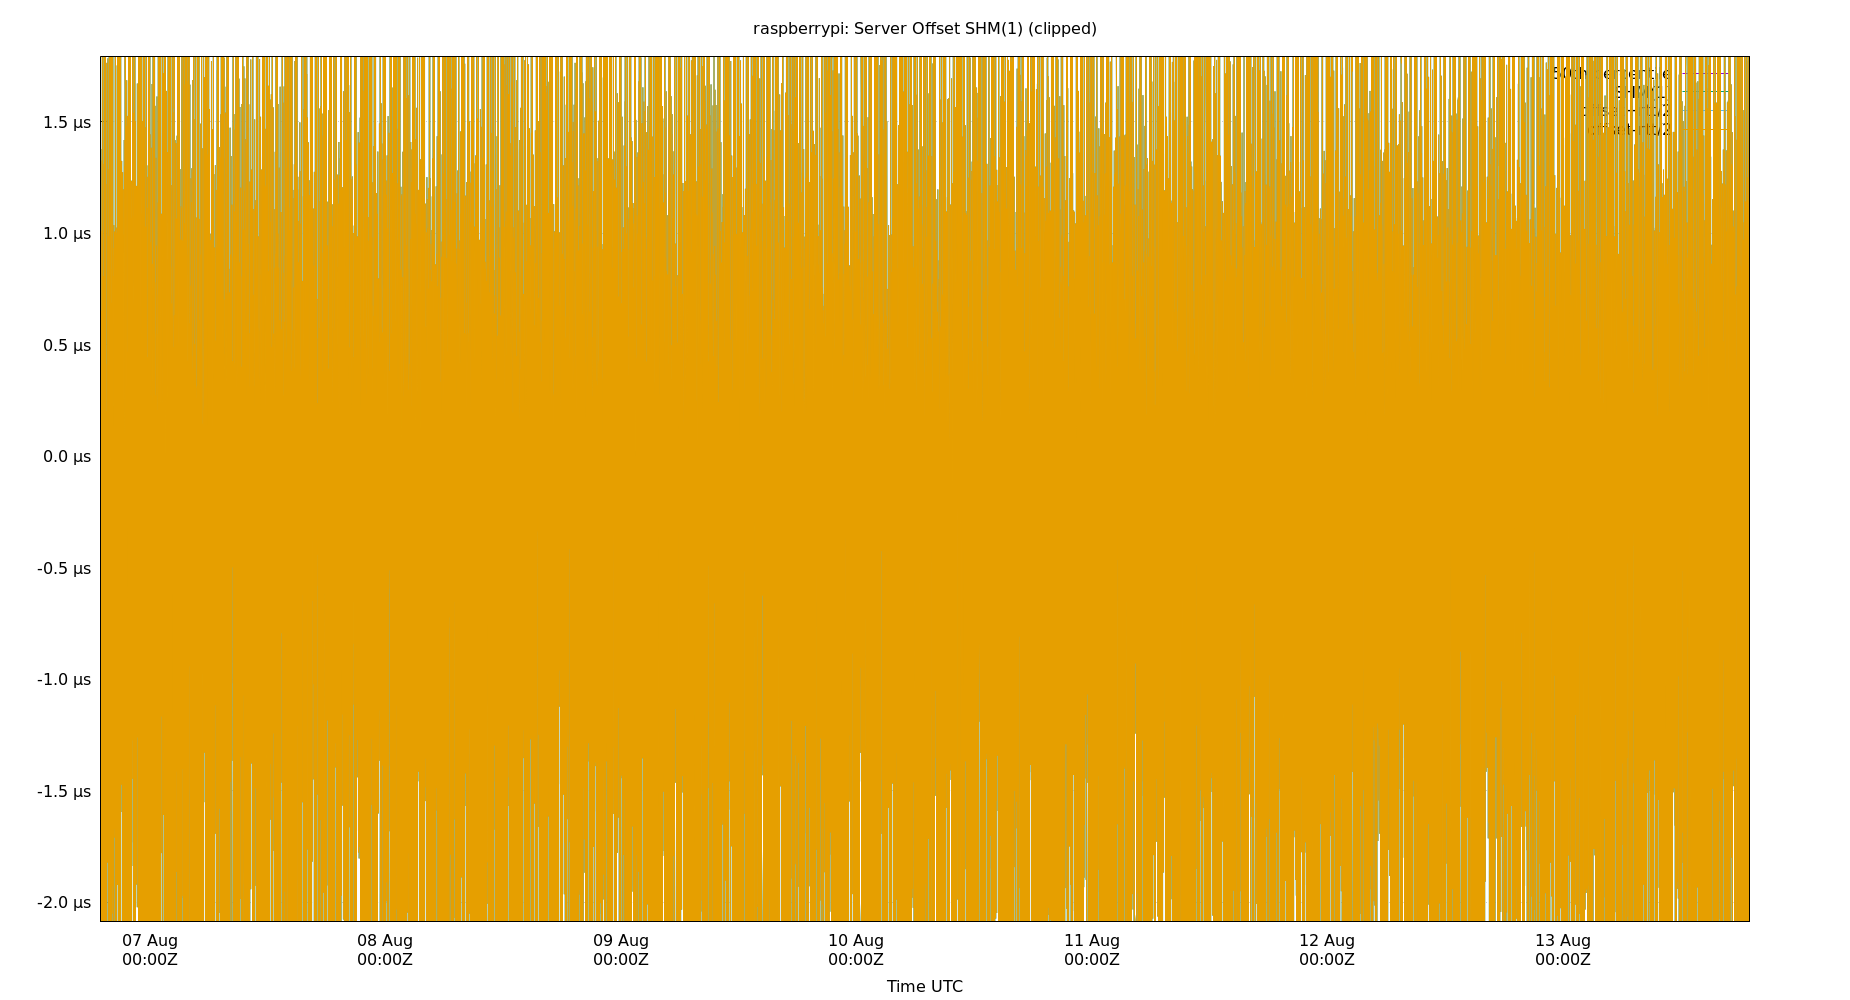 raspberrypi: Server Offset SHM(1) (clipped)
1.5 µs
1.0 µs
0.5 µs
0.0 µs
-0.5 µs
-1.0 µs
-1.5 µs
-2.0 µs
07 Aug 08 Aug 09 Aug 10 Aug 11 Aug 12 Aug 13 Aug
00:00Z 00:00Z 00:00Z 00:00Z 00:00Z 00:00Z 00:00Z
Time UTC